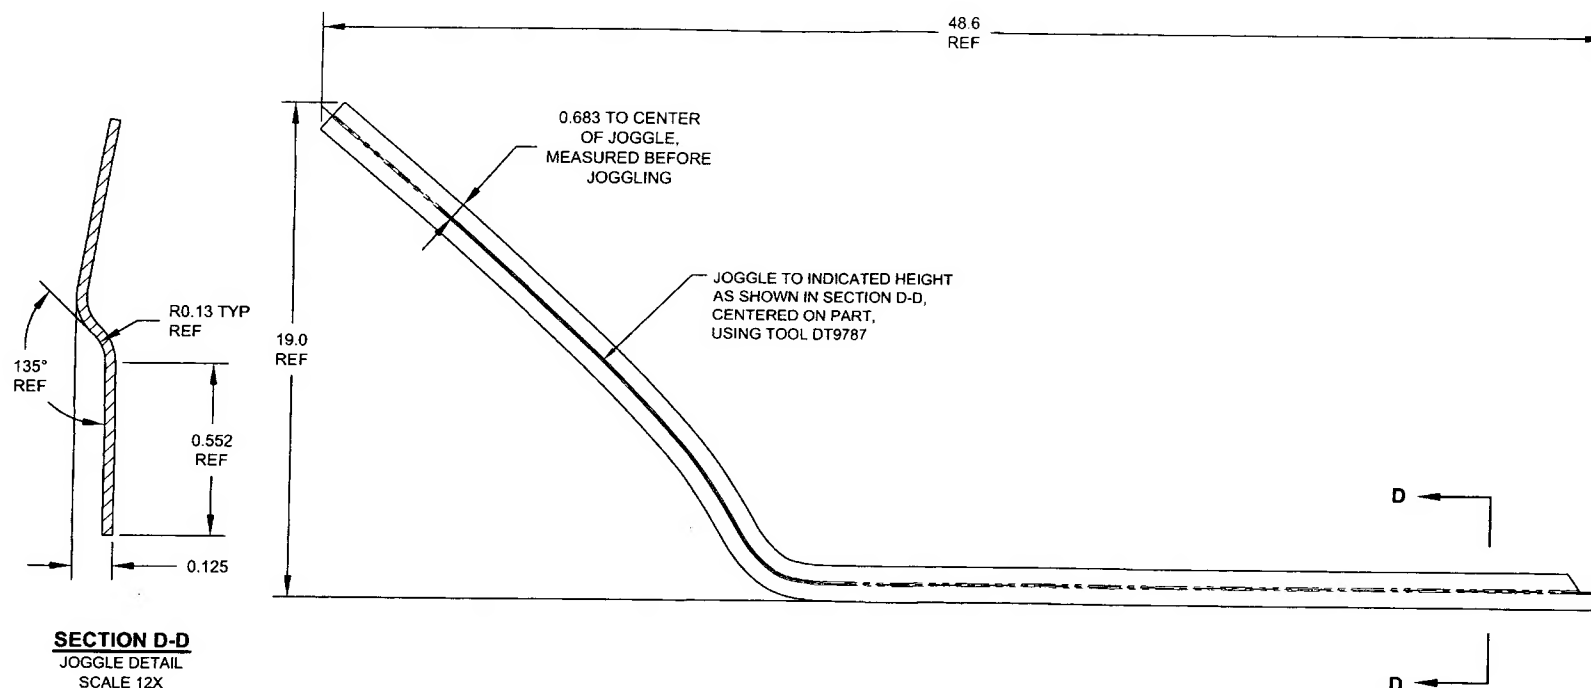 48.6
REF
0.683 TO CENTER
OF JOGGLE,
MEASURED BEFORE
JOGGLING
JOGGLE TO INDICATED HEIGHT
AS SHOWN IN SECTION D-D,
CENTERED ON PART,
USING TOOL DT9787
R0.13 TYP
REF
19.0
REF
135°
REF
0.552
REF
0.125
D
D
SECTION D-D
JOGGLE DETAIL
SCALE 12X